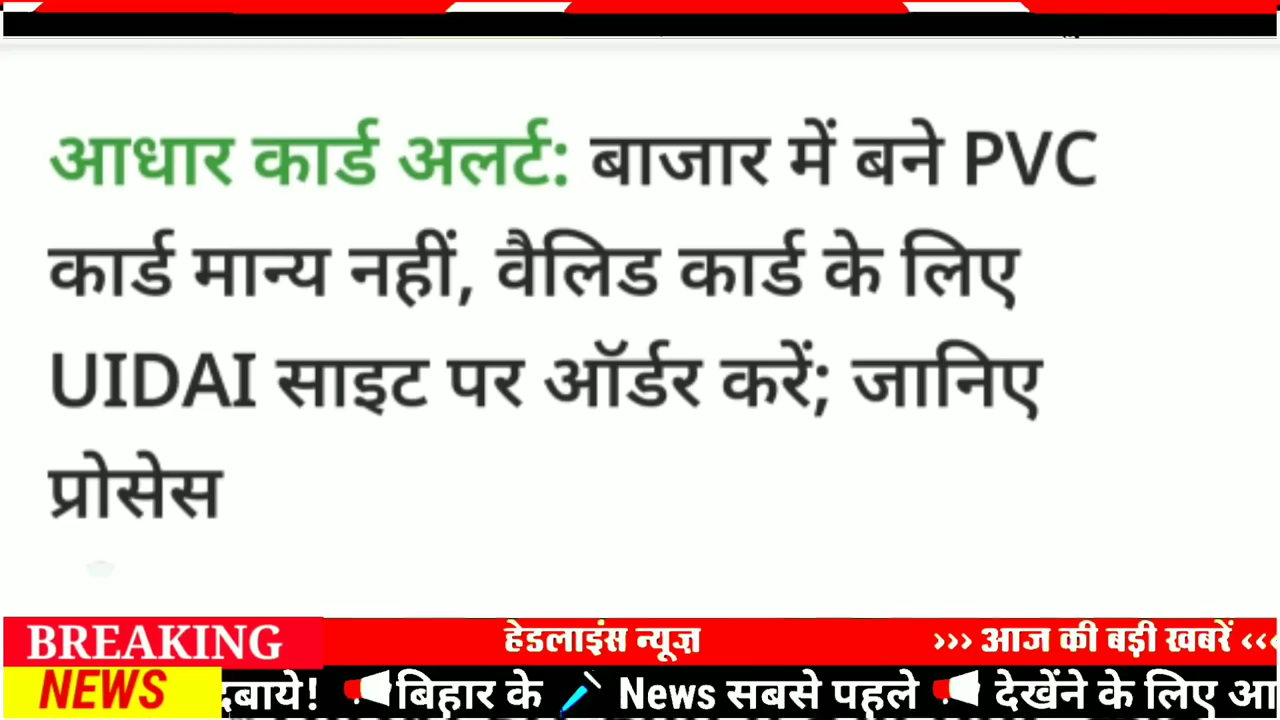 आधार कार्ड अलर्ट: बाजार में बने PVC
कार्ड मान्य नहीं, वैलिड कार्ड के लिए
UIDAI साइट पर ऑर्डर करें; जानिए
प्रोसेस
BREAKING
हेडलाइंस न्यूज़
››› आज की बड़ी खबरें ‹‹‹
NEWS
दबाये! बिहार के News सबसे पहले देखेंने के लिए आ